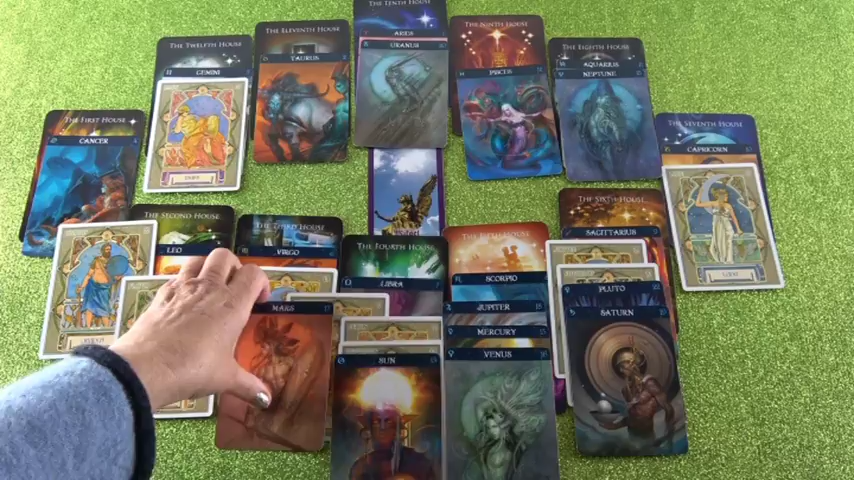 THE TENTH HOUSE
ARIES
URANUS
THE ELEVENTH HOUSE
TAURUS
THE NINTH HOUSE
PISCES
THE TWELFTH HOUSE
GEMINI
THE EIGHTH HOUSE
AQUARIUS
NEPTUNE
THE FIRST HOUSE
CANCER
THE SEVENTH HOUSE
CAPRICORN
THE SECOND HOUSE
LEO
THE THIRD HOUSE
VIRGO
THE FOURTH HOUSE
LIBRA
THE FIFTH HOUSE
SCORPIO
JUPITER
MERCURY
VENUS
THE SIXTH HOUSE
SAGITTARIUS
PLUTO
SATURN
MARS
SUN